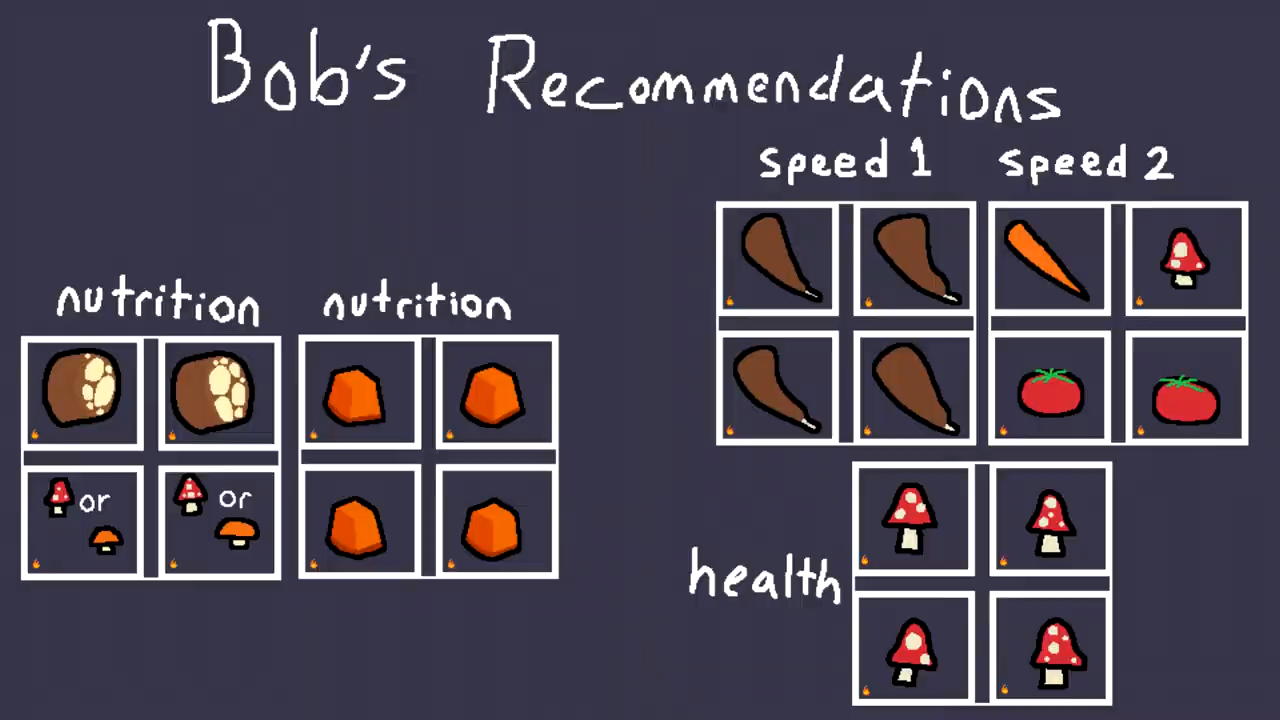 Bob's Recommendations
speed 1 speed 2
nutrition nutrition
or or
health